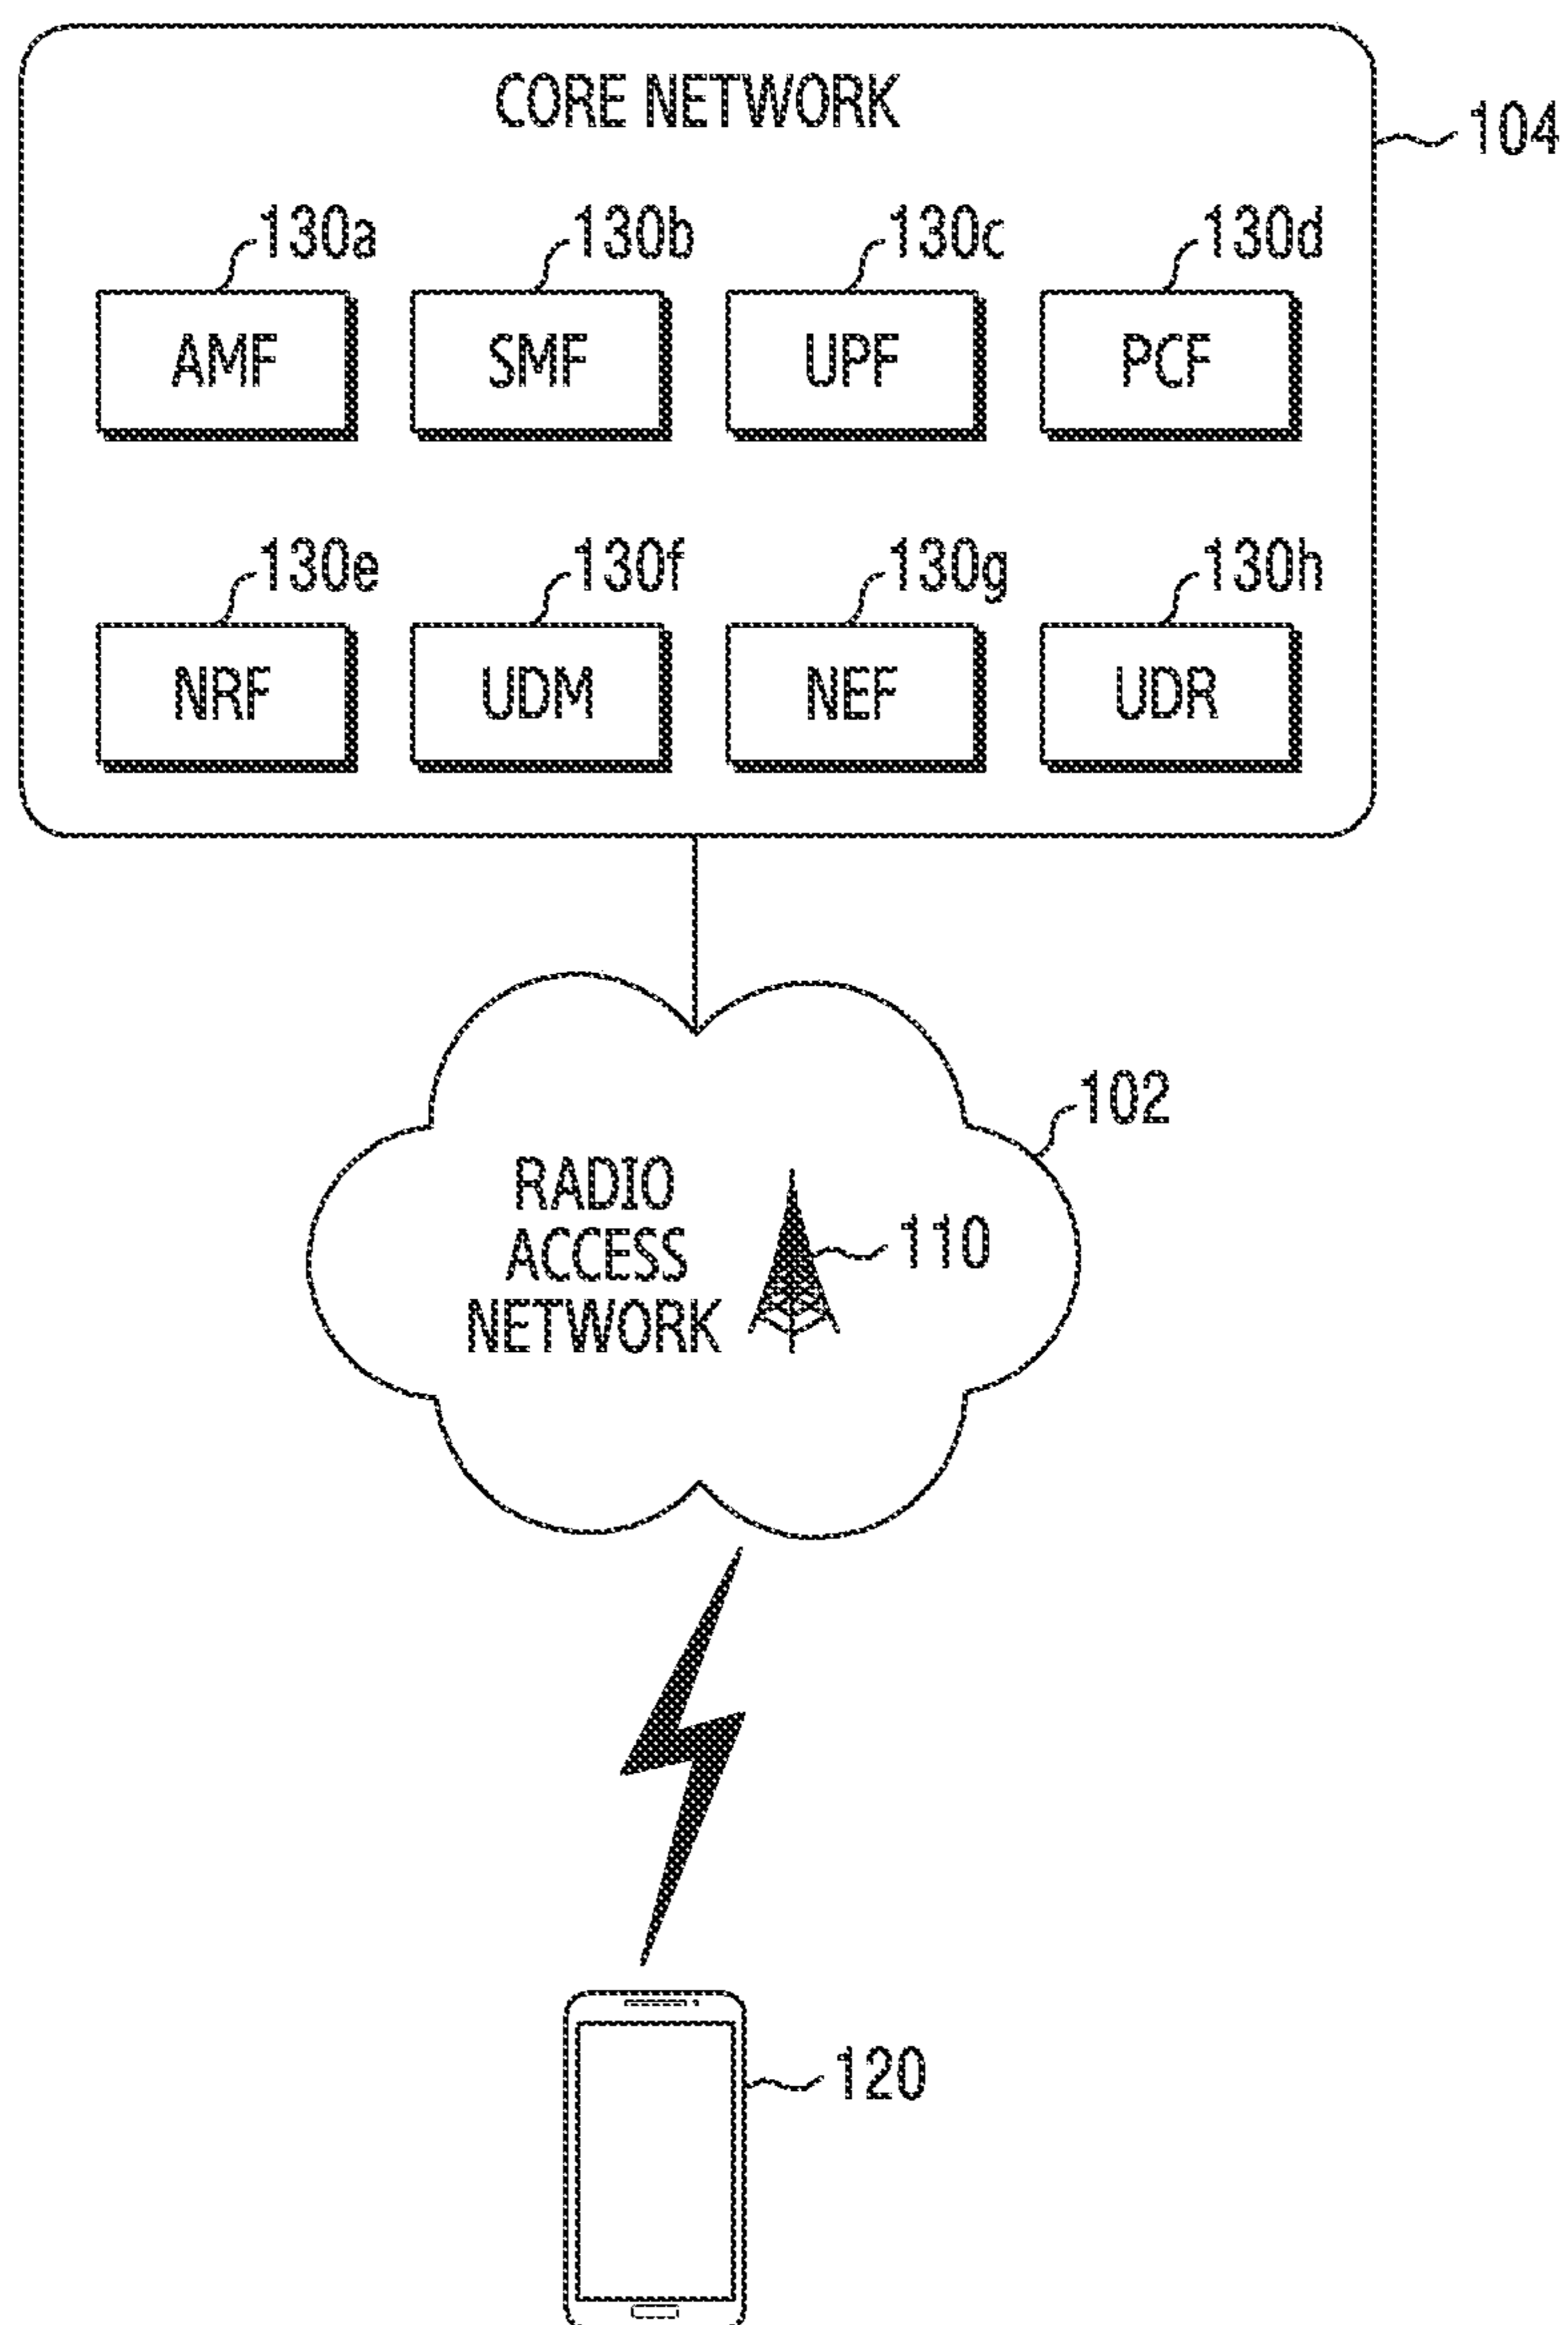 CORE NETWORK
104
130a 130b 130c 130d
AMF SMF UPF PCF
130e 130f 130g 130h
NRF UDM NEF UDR
102
RADIO
ACCESS
NETWORK
110
120